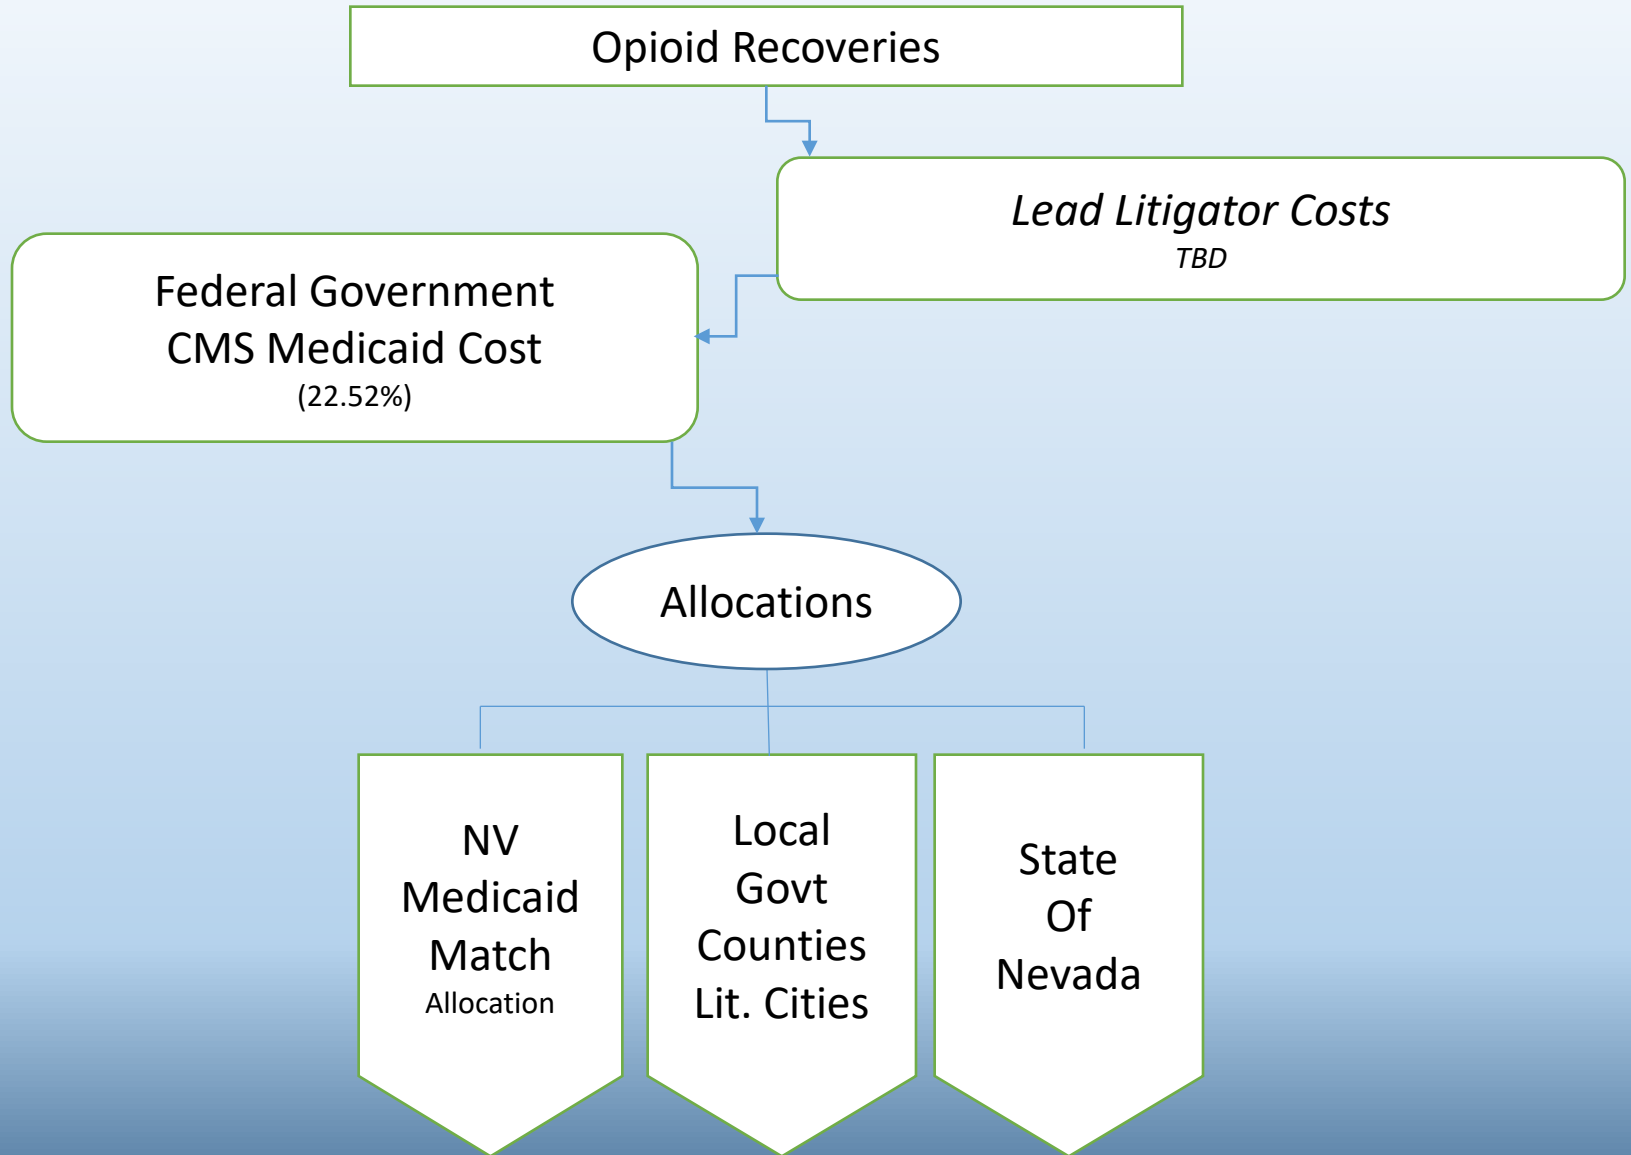 Opioid Recoveries
Lead Litigator Costs
TBD
Federal Government
CMS Medicaid Cost
(22.52%)
Allocations
NV
Medicaid
Match
Allocation
Local
Govt
Counties
Lit. Cities
State
Of
Nevada